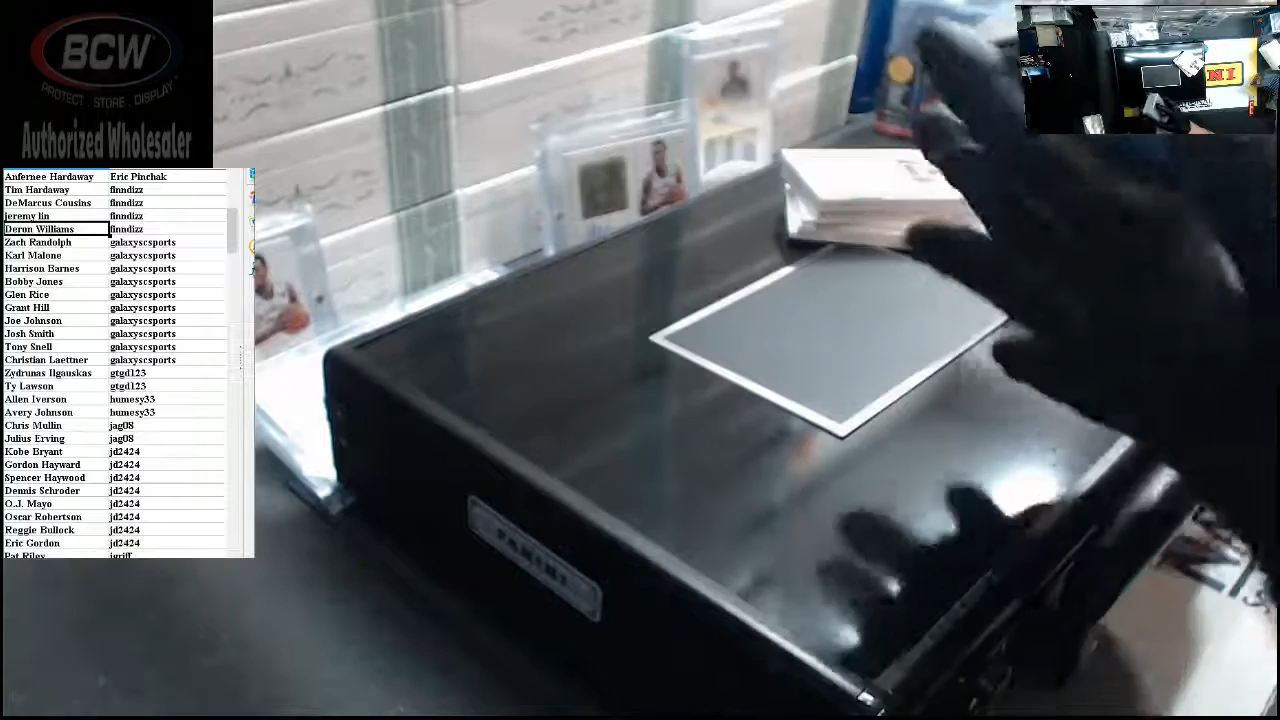 BCW
PROTECT . STORE . DISPLAY
Authorized Wholesaler
Anfernee Hardaway Eric Pinchak
Tim Hardaway finndizz
DeMarcus Cousins finndizz
jeremy lin finndizz
Deron Williams finndizz
Zach Randolph galaxyscsports
Karl Malone galaxyscsports
Harrison Barnes galaxyscsports
Bobby Jones galaxyscsports
Glen Rice galaxyscsports
Grant Hill galaxyscsports
Joe Johnson galaxyscsports
Josh Smith galaxyscsports
Tony Snell galaxyscsports
Christian Laettner galaxyscsports
Zydrunas Ilgauskas gtgd123
Ty Lawson gtgd123
Allen Iverson humesy33
Avery Johnson humesy33
Chris Mullin jag08
Julius Erving jag08
Kobe Bryant jd2424
Gordon Hayward jd2424
Spencer Haywood jd2424
Dennis Schroder jd2424
O.J. Mayo jd2424
Oscar Robertson jd2424
Reggie Bullock jd2424
Eric Gordon jd2424
Pat Riley jgriff
PANINI